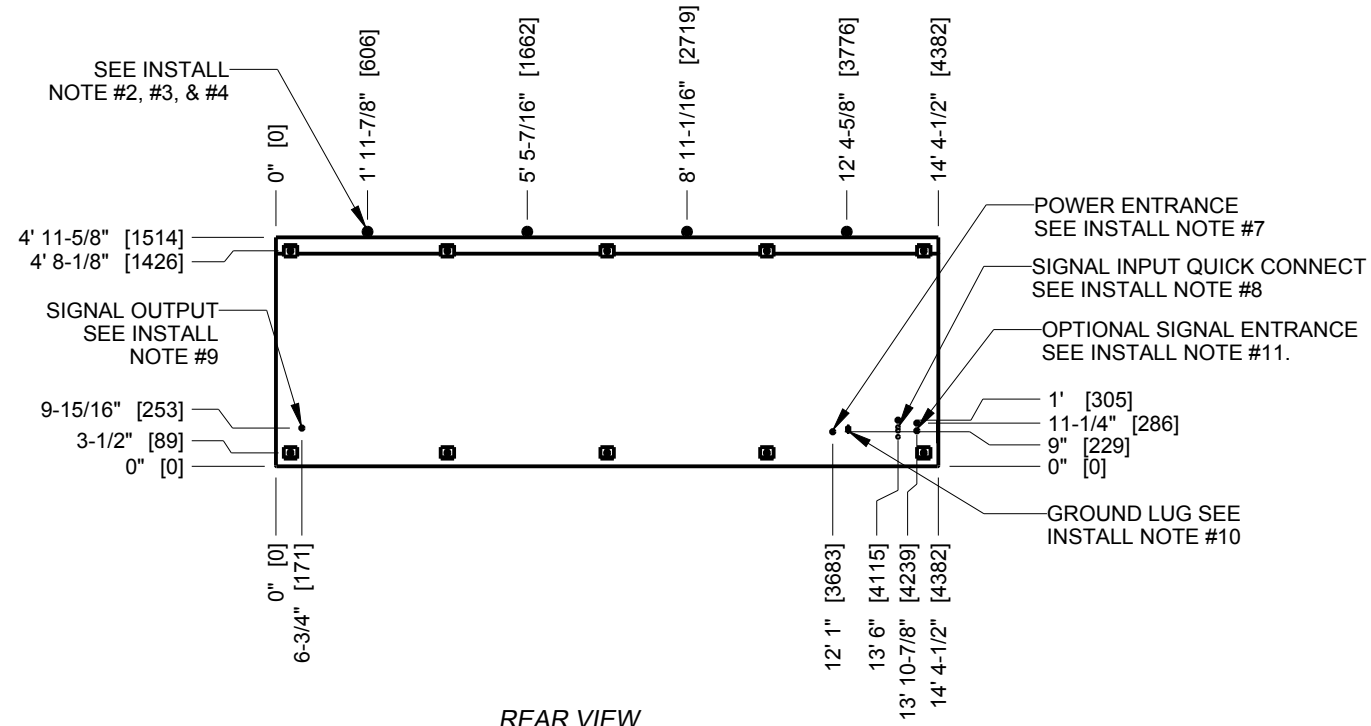 SEE INSTALL
NOTE #2, #3, & #4
0" [0]
1' 11-7/8" [606]
5' 5-7/16" [1662]
8' 11-1/16" [2719]
12' 4-5/8" [3776]
14' 4-1/2" [4382]
4' 11-5/8" [1514]
4' 8-1/8" [1426]
SIGNAL OUTPUT
SEE INSTALL
NOTE #9
9-15/16" [253]
3-1/2" [89]
0" [0]
POWER ENTRANCE
SEE INSTALL NOTE #7
SIGNAL INPUT QUICK CONNECT
SEE INSTALL NOTE #8
OPTIONAL SIGNAL ENTRANCE
SEE INSTALL NOTE #11.
1' [305]
11-1/4" [286]
9" [229]
0" [0]
GROUND LUG SEE
INSTALL NOTE #10
0" [0]
6-3/4" [171]
12' 1" [3683]
13' 6" [4115]
13' 10-7/8" [4239]
14' 4-1/2" [4382]
REAR VIEW